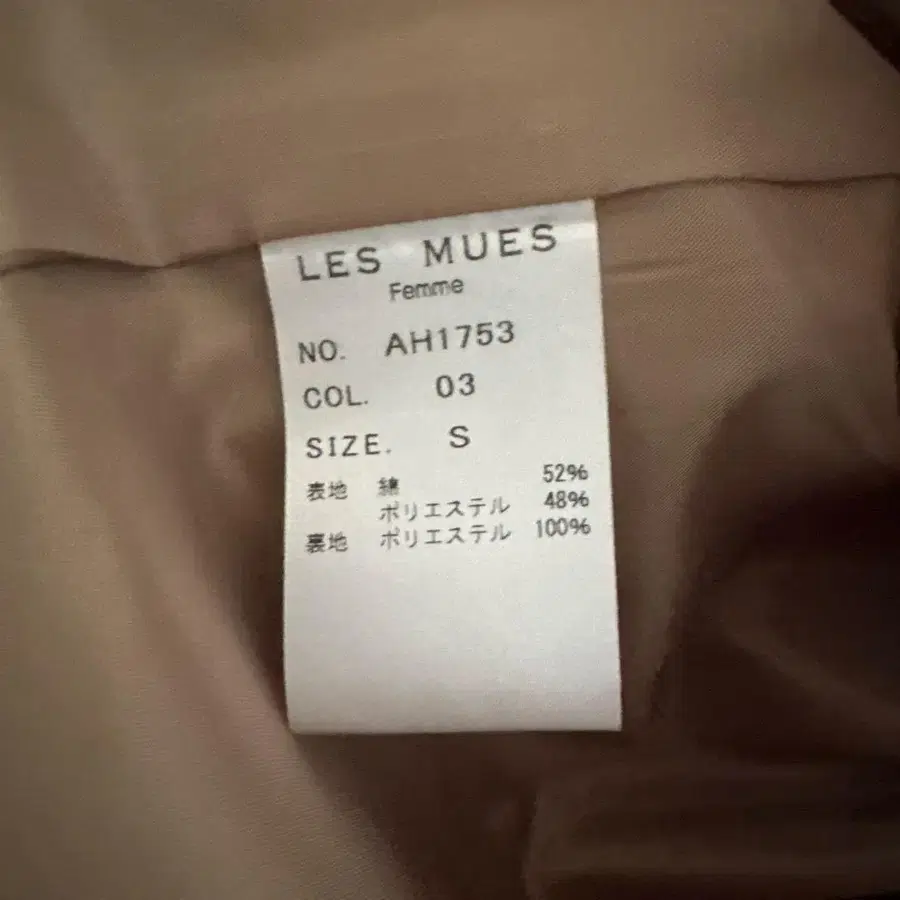 LES MUES
Femme
NO. AH1753
COL. 03
SIZE. S
表地 綿 52%
ポリエステル 48%
裏地 ポリエステル 100%